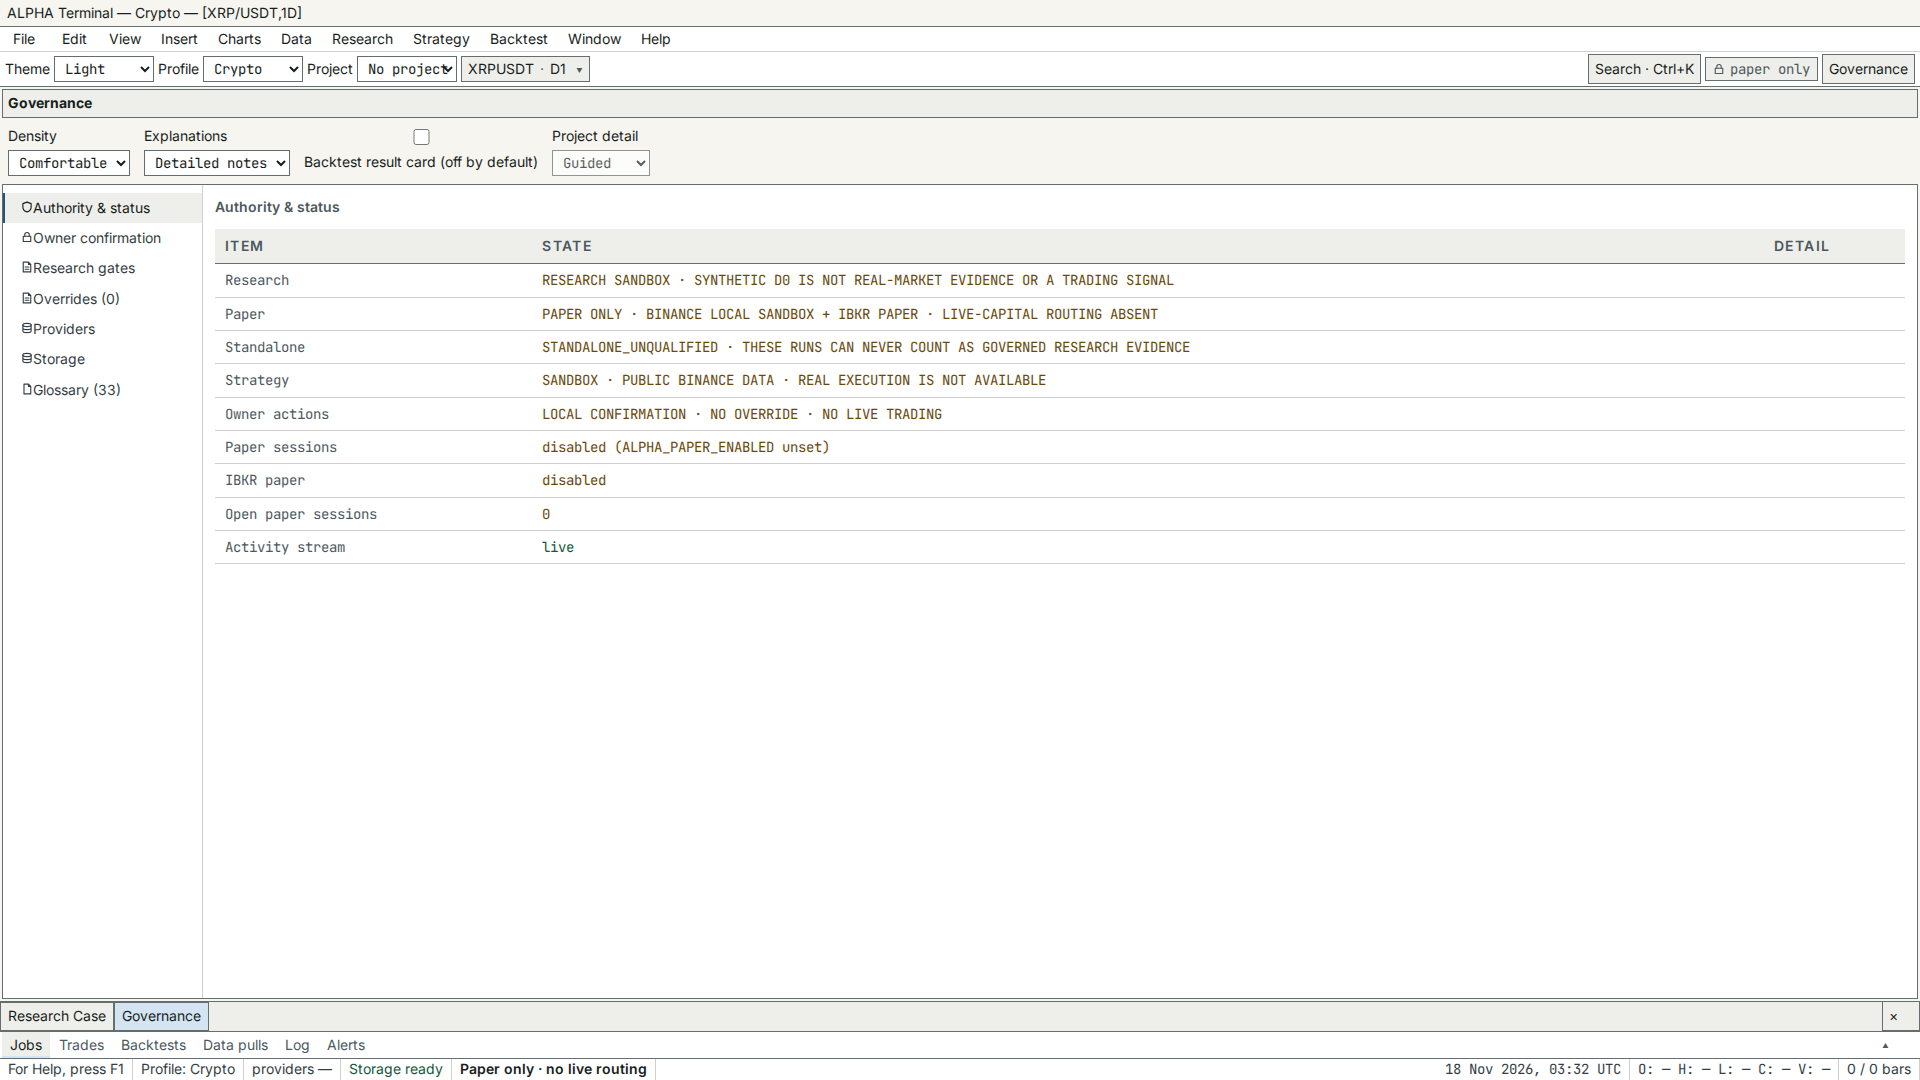 ALPHA Terminal — Crypto — [XRP/USDT,1D]
File Edit View Insert Charts Data Research Strategy Backtest Window Help
Theme Light Profile Crypto Project No project XRPUSDT · D1 ▾ Search · Ctrl+K paper only Governance
Governance
Density Explanations Project detail
Comfortable Detailed notes Backtest result card (off by default) Guided
Authority & status
Owner confirmation
Research gates
Overrides (0)
Providers
Storage
Glossary (33)
Authority & status
ITEM STATE DETAIL
Research RESEARCH SANDBOX · SYNTHETIC D0 IS NOT REAL-MARKET EVIDENCE OR A TRADING SIGNAL
Paper PAPER ONLY · BINANCE LOCAL SANDBOX + IBKR PAPER · LIVE-CAPITAL ROUTING ABSENT
Standalone STANDALONE_UNQUALIFIED · THESE RUNS CAN NEVER COUNT AS GOVERNED RESEARCH EVIDENCE
Strategy SANDBOX · PUBLIC BINANCE DATA · REAL EXECUTION IS NOT AVAILABLE
Owner actions LOCAL CONFIRMATION · NO OVERRIDE · NO LIVE TRADING
Paper sessions disabled (ALPHA_PAPER_ENABLED unset)
IBKR paper disabled
Open paper sessions 0
Activity stream live
Research Case Governance ×
Jobs Trades Backtests Data pulls Log Alerts ▴
For Help, press F1 Profile: Crypto providers — Storage ready Paper only · no live routing 18 Nov 2026, 03:32 UTC O: — H: — L: — C: — V: — 0 / 0 bars